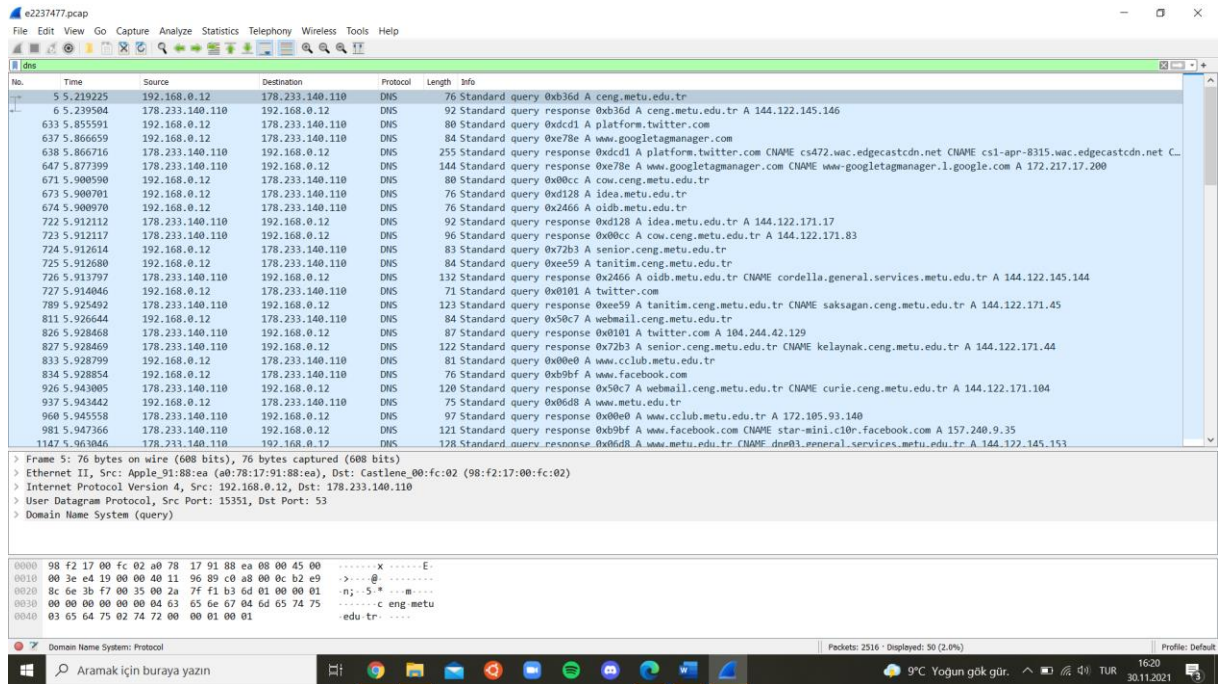 e2237477.pcap
File Edit View Go Capture Analyze Statistics Telephony Wireless Tools Help
dns
No. Time Source Destination Protocol Length Info
5 5.219225 192.168.0.12 178.233.140.110 DNS 76 Standard query 0xb36d A ceng.metu.edu.tr
6 5.239504 178.233.140.110 192.168.0.12 DNS 92 Standard query response 0xb36d A ceng.metu.edu.tr A 144.122.145.146
633 5.855591 192.168.0.12 178.233.140.110 DNS 80 Standard query 0xdcd1 A platform.twitter.com
637 5.866659 192.168.0.12 178.233.140.110 DNS 84 Standard query 0xe78e A www.googletagmanager.com
638 5.866716 178.233.140.110 192.168.0.12 DNS 255 Standard query response 0xdcd1 A platform.twitter.com CNAME cs472.wac.edgecastcdn.net CNAME cs1-apr-8315.wac.edgecastcdn.net C...
647 5.877399 178.233.140.110 192.168.0.12 DNS 144 Standard query response 0xe78e A www.googletagmanager.com CNAME www-googletagmanager.l.google.com A 172.217.17.200
671 5.900590 192.168.0.12 178.233.140.110 DNS 80 Standard query 0x00cc A cow.ceng.metu.edu.tr
673 5.900701 192.168.0.12 178.233.140.110 DNS 76 Standard query 0xd128 A idea.metu.edu.tr
674 5.900970 192.168.0.12 178.233.140.110 DNS 76 Standard query 0x2466 A oidb.metu.edu.tr
722 5.912112 178.233.140.110 192.168.0.12 DNS 92 Standard query response 0xd128 A idea.metu.edu.tr A 144.122.171.17
723 5.912117 178.233.140.110 192.168.0.12 DNS 96 Standard query response 0x00cc A cow.ceng.metu.edu.tr A 144.122.171.83
724 5.912614 192.168.0.12 178.233.140.110 DNS 83 Standard query 0x72b3 A senior.ceng.metu.edu.tr
725 5.912680 192.168.0.12 178.233.140.110 DNS 84 Standard query 0xee59 A tanitim.ceng.metu.edu.tr
726 5.913797 178.233.140.110 192.168.0.12 DNS 132 Standard query response 0x2466 A oidb.metu.edu.tr CNAME cordella.general.services.metu.edu.tr A 144.122.145.144
727 5.914046 192.168.0.12 178.233.140.110 DNS 71 Standard query 0x0101 A twitter.com
789 5.925492 178.233.140.110 192.168.0.12 DNS 123 Standard query response 0xee59 A tanitim.ceng.metu.edu.tr CNAME saksagan.ceng.metu.edu.tr A 144.122.171.45
811 5.926644 192.168.0.12 178.233.140.110 DNS 84 Standard query 0x50c7 A webmail.ceng.metu.edu.tr
826 5.928468 178.233.140.110 192.168.0.12 DNS 87 Standard query response 0x0101 A twitter.com A 104.244.42.129
827 5.928469 178.233.140.110 192.168.0.12 DNS 122 Standard query response 0x72b3 A senior.ceng.metu.edu.tr CNAME kelaynak.ceng.metu.edu.tr A 144.122.171.44
833 5.928799 192.168.0.12 178.233.140.110 DNS 81 Standard query 0x00e0 A www.cclub.metu.edu.tr
834 5.928854 192.168.0.12 178.233.140.110 DNS 76 Standard query 0xb9bf A www.facebook.com
926 5.943005 178.233.140.110 192.168.0.12 DNS 120 Standard query response 0x50c7 A webmail.ceng.metu.edu.tr CNAME curie.ceng.metu.edu.tr A 144.122.171.104
937 5.943442 192.168.0.12 178.233.140.110 DNS 75 Standard query 0x06d8 A www.metu.edu.tr
960 5.945558 178.233.140.110 192.168.0.12 DNS 97 Standard query response 0x00e0 A www.cclub.metu.edu.tr A 172.105.93.140
981 5.947366 178.233.140.110 192.168.0.12 DNS 121 Standard query response 0xb9bf A www.facebook.com CNAME star-mini.c10r.facebook.com A 157.240.9.35
1147 5.963046 178.233.140.110 192.168.0.12 DNS 128 Standard query response 0x06d8 A www.metu.edu.tr CNAME dne03.general.services.metu.edu.tr A 144.122.145.153
> Frame 5: 76 bytes on wire (608 bits), 76 bytes captured (608 bits)
> Ethernet II, Src: Apple_91:88:ea (a0:78:17:91:88:ea), Dst: Castlene_00:fc:02 (98:f2:17:00:fc:02)
> Internet Protocol Version 4, Src: 192.168.0.12, Dst: 178.233.140.110
> User Datagram Protocol, Src Port: 15351, Dst Port: 53
> Domain Name System (query)
0000 98 f2 17 00 fc 02 a0 78 17 91 88 ea 08 00 45 00 ·······x ······E·
0010 00 3e e4 19 00 00 40 11 96 89 c0 a8 00 0c b2 e9 ·>····@· ········
0020 8c 6e 3b f7 00 35 00 2a 7f f1 b3 6d 01 00 00 01 ·n;··5·* ···m····
0030 00 00 00 00 00 00 04 63 65 6e 67 04 6d 65 74 75 ·······c eng·metu
0040 03 65 64 75 02 74 72 00 00 01 00 01 ·edu·tr· ····
Domain Name System: Protocol Packets: 2516 · Displayed: 50 (2.0%) Profile: Default
Aramak için buraya yazın 9°C Yoğun gök gür. TUR 16:20
30.11.2021